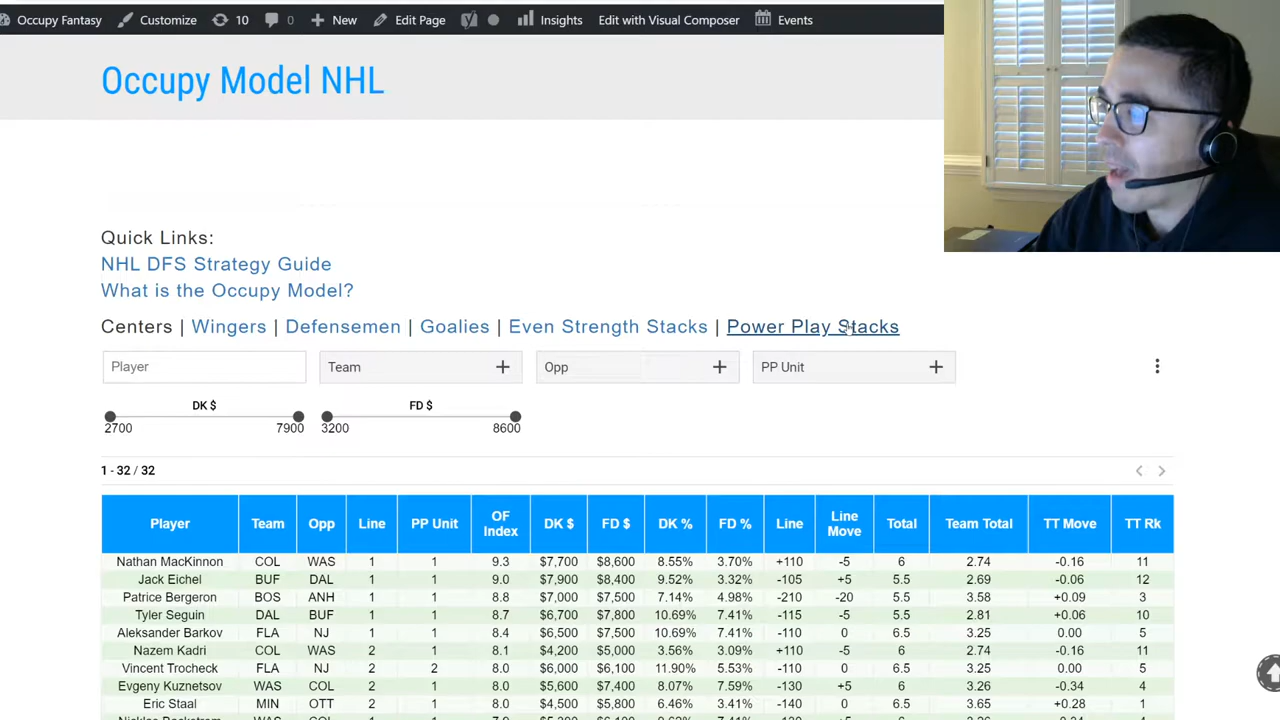 Occupy Fantasy Customize 10 0 New Edit Page Insights Edit with Visual Composer Events
Occupy Model NHL
Quick Links:
NHL DFS Strategy Guide
What is the Occupy Model?
Centers | Wingers | Defensemen | Goalies | Even Strength Stacks | Power Play Stacks
Player Team + Opp + PP Unit +
DK $ FD $
2700 7900 3200 8600
1 - 32 / 32
Player Team Opp Line PP Unit OF Index DK $ FD $ DK % FD % Line Line Move Total Team Total TT Move TT Rk
Nathan MacKinnon COL WAS 1 1 9.3 $7,700 $8,600 8.55% 3.70% +110 -5 6 2.74 -0.16 11
Jack Eichel BUF DAL 1 1 9.0 $7,900 $8,400 9.52% 3.32% -105 +5 5.5 2.69 -0.06 12
Patrice Bergeron BOS ANH 1 1 8.8 $7,000 $7,500 7.14% 4.98% -210 -20 5.5 3.58 +0.09 3
Tyler Seguin DAL BUF 1 1 8.7 $6,700 $7,800 10.69% 7.41% -115 -5 5.5 2.81 +0.06 10
Aleksander Barkov FLA NJ 1 1 8.4 $6,500 $7,500 10.69% 7.41% -110 0 6.5 3.25 0.00 5
Nazem Kadri COL WAS 2 1 8.1 $4,200 $5,000 3.56% 3.09% +110 -5 6 2.74 -0.16 11
Vincent Trocheck FLA NJ 2 2 8.0 $6,000 $6,100 11.90% 5.53% -110 0 6.5 3.25 0.00 5
Evgeny Kuznetsov WAS COL 2 1 8.0 $5,600 $7,400 8.07% 7.59% -130 +5 6 3.26 -0.34 4
Eric Staal MIN OTT 2 1 8.0 $4,500 $5,800 6.46% 3.41% -140 0 6.5 3.65 +0.28 1